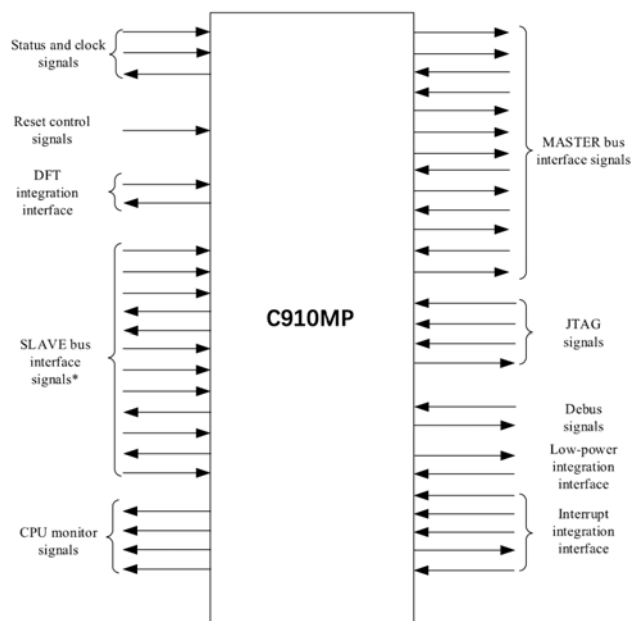 Status and clock
signals
Reset control
signals
DFT
integration
interface
SLAVE bus
interface
signals*
CPU monitor
signals
C910MP
MASTER bus
interface signals
JTAG
signals
Debus
signals
Low-power
integration
interface
Interrupt
integration
interface